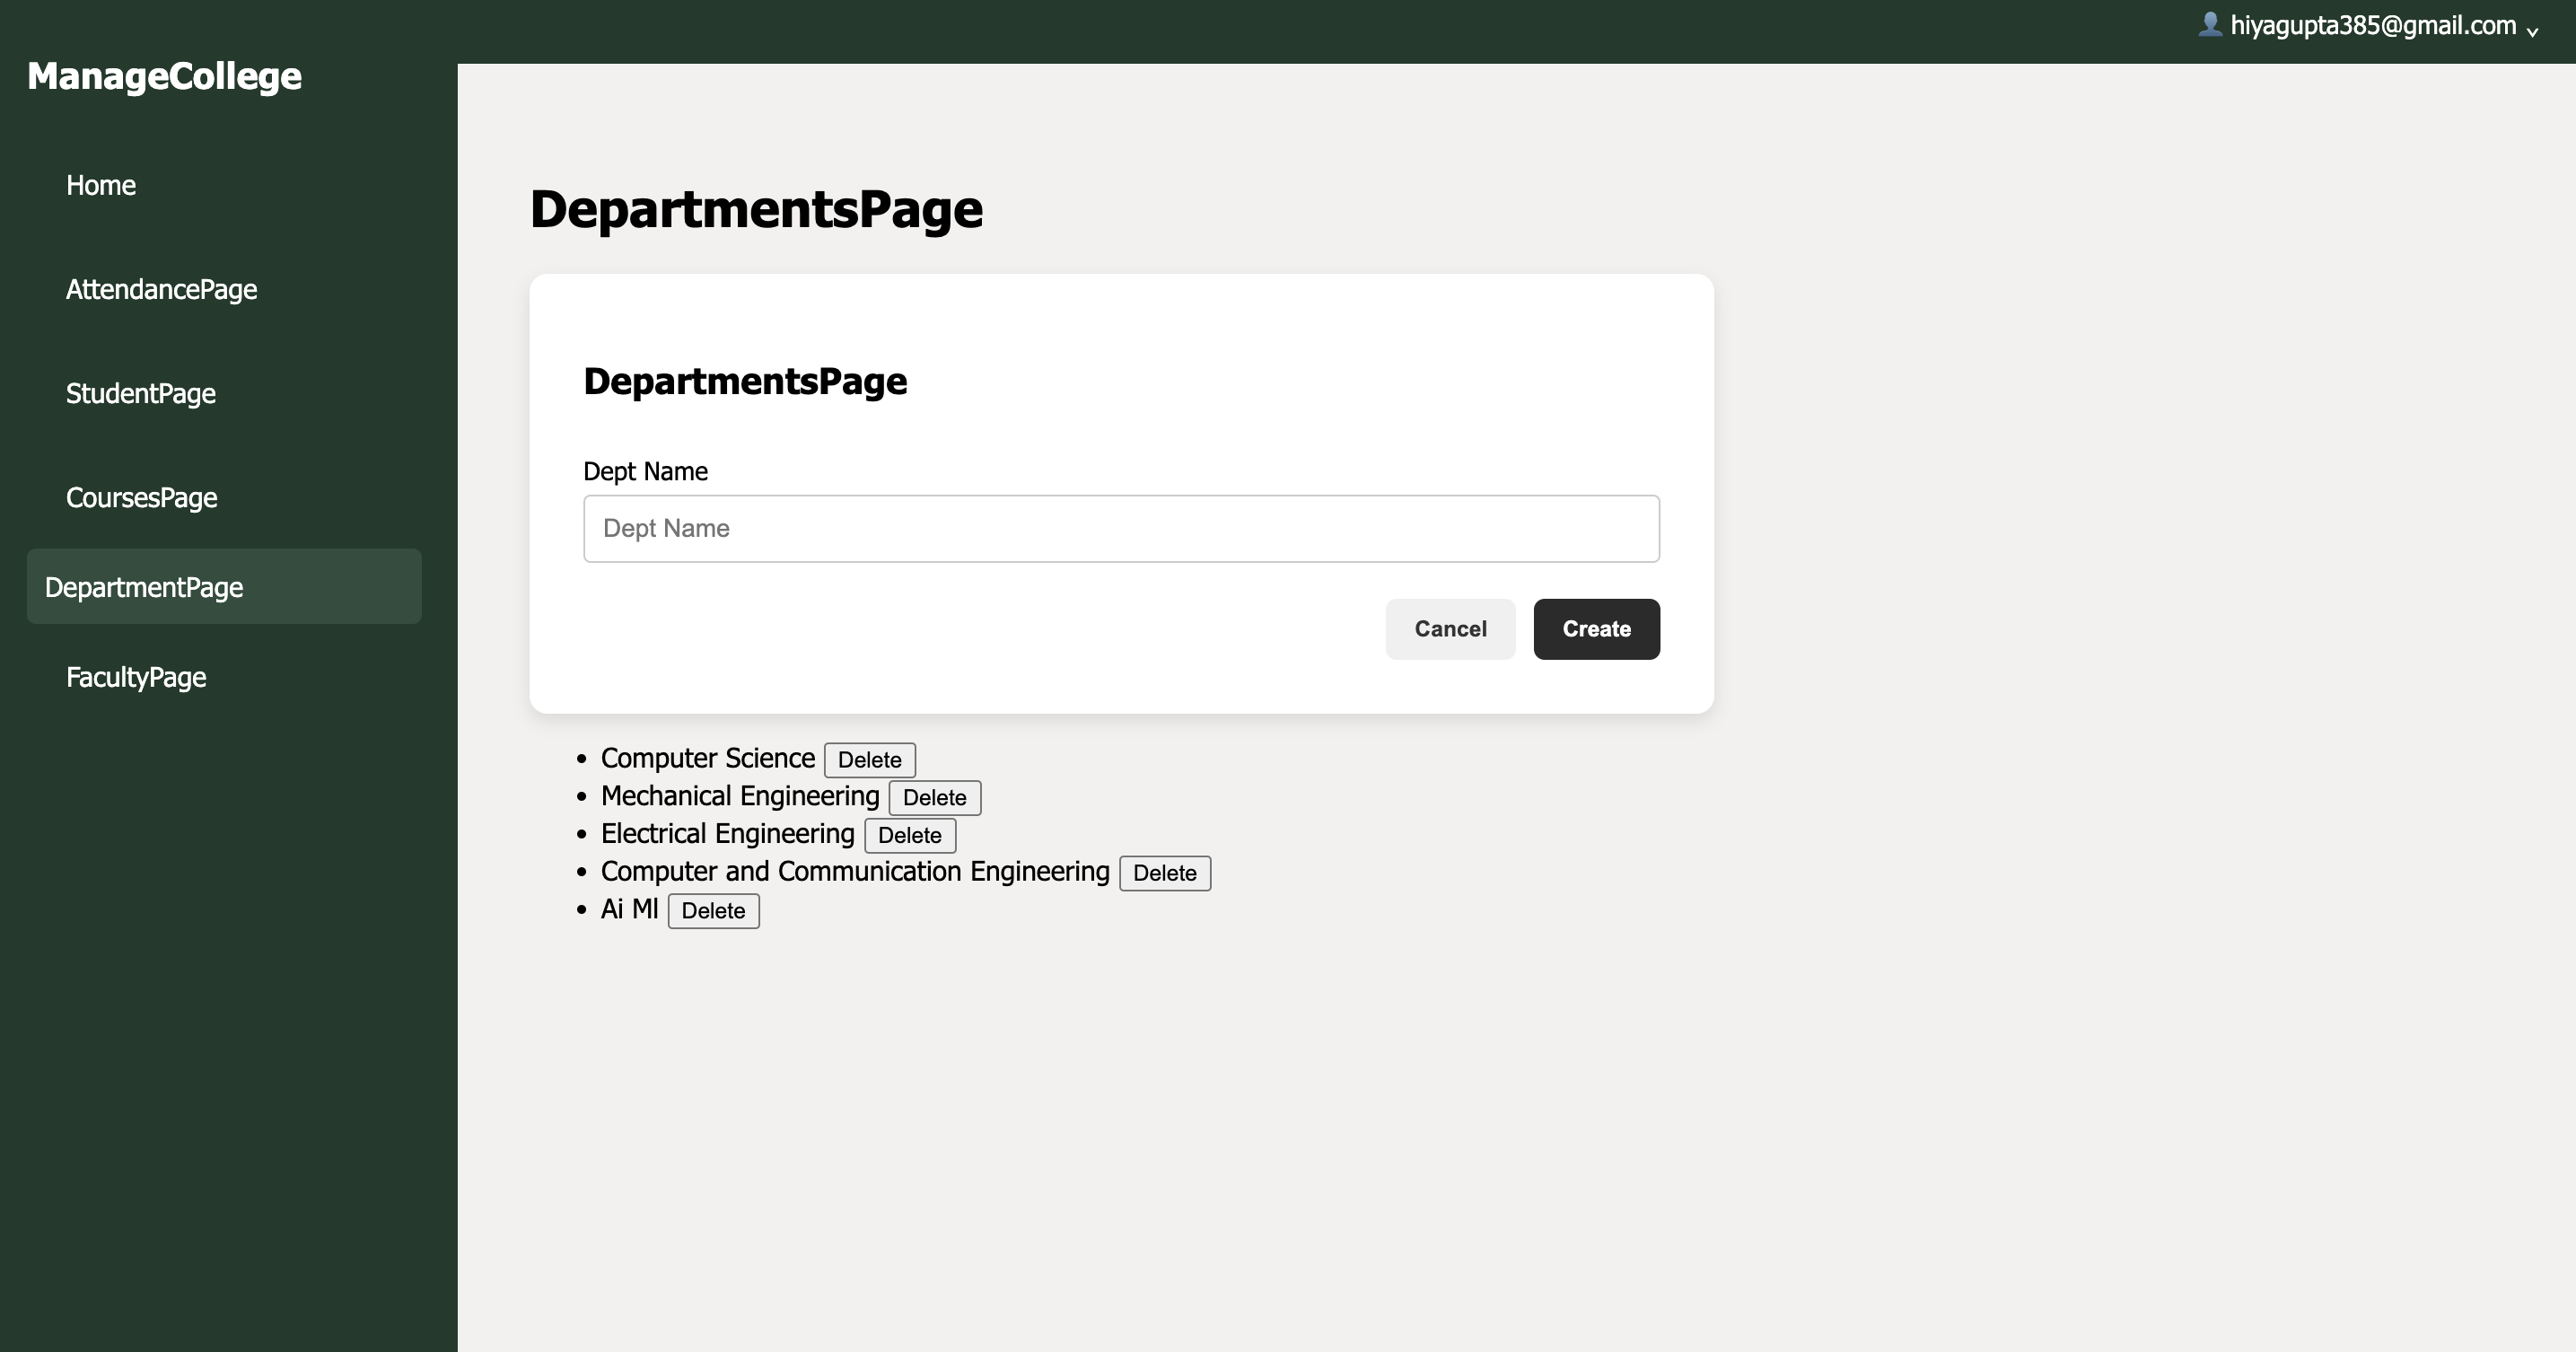 hiyagupta385@gmail.com
ManageCollege
Home
AttendancePage
StudentPage
CoursesPage
DepartmentPage
FacultyPage
DepartmentsPage
DepartmentsPage
Dept Name
Dept Name
Cancel Create
Computer Science Delete
Mechanical Engineering Delete
Electrical Engineering Delete
Computer and Communication Engineering Delete
Ai Ml Delete